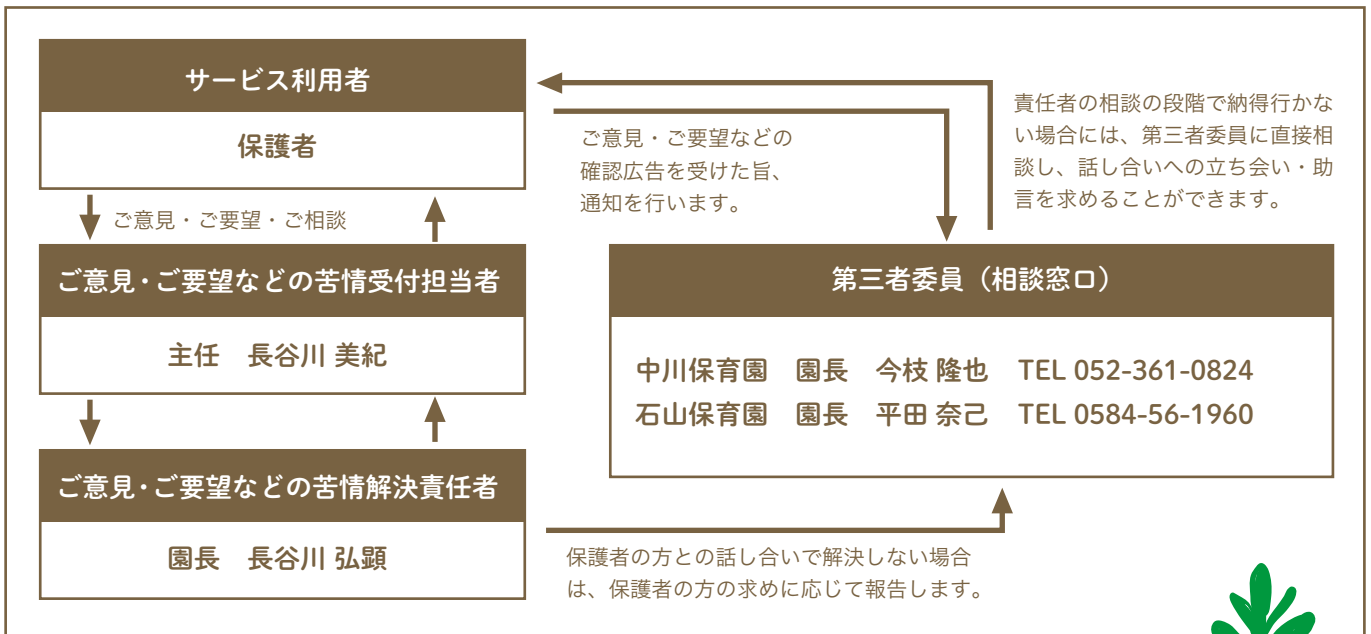 サービス利用者
保護者
ご意見・ご要望・ご相談
ご意見・ご要望などの苦情受付担当者
主任 長谷川 美紀
ご意見・ご要望などの苦情解決責任者
園長 長谷川 弘顕
ご意見・ご要望などの
確認広告を受けた旨、
通知を行います。
責任者の相談の段階で納得行かな
い場合には、第三者委員に直接相
談し、話し合いへの立ち会い・助
言を求めることができます。
第三者委員（相談窓口）
中川保育園 園長 今枝 隆也 TEL 052-361-0824
石山保育園 園長 平田 奈己 TEL 0584-56-1960
保護者の方との話し合いで解決しない場合
は、保護者の方の求めに応じて報告します。